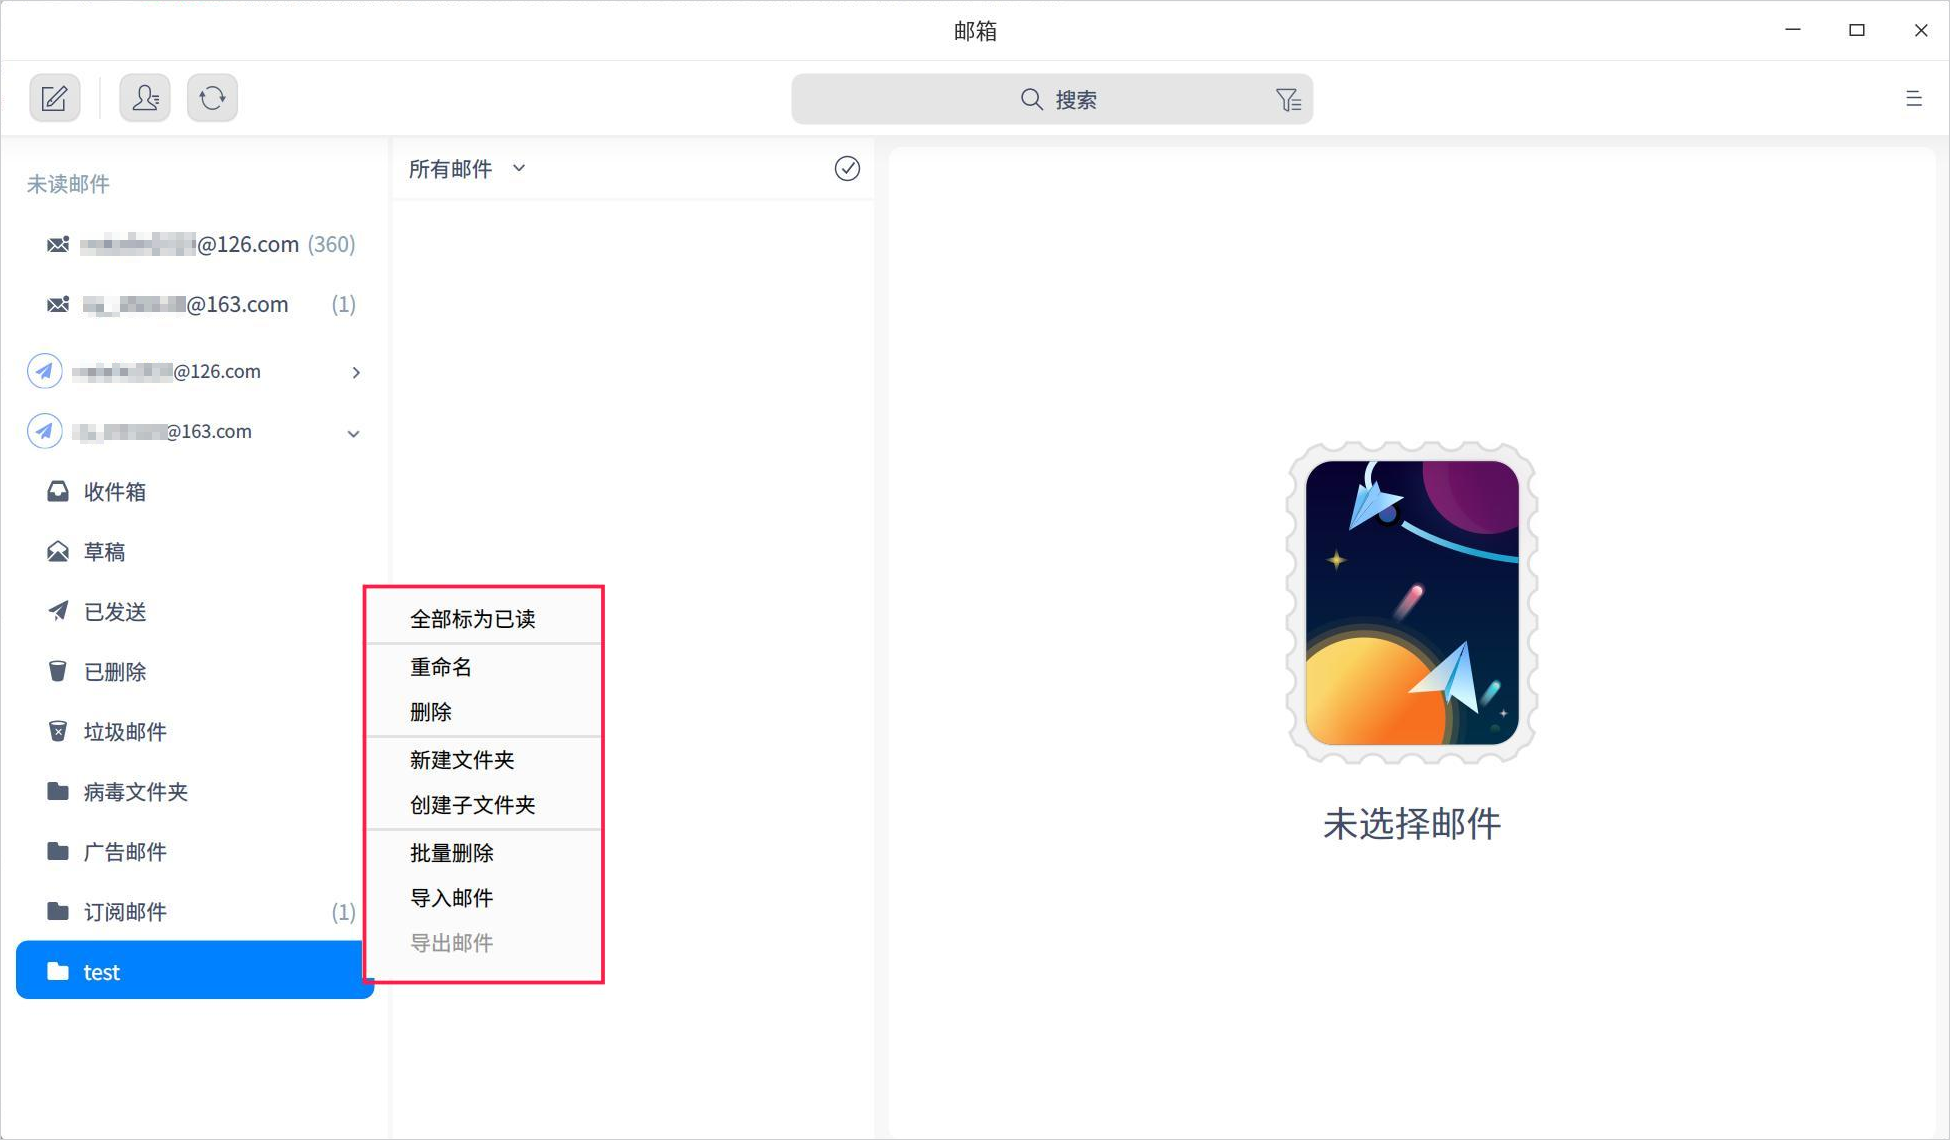 邮箱
搜索
未读邮件
@126.com (360)
@163.com (1)
@126.com
@163.com
收件箱
草稿
已发送
已删除
垃圾邮件
病毒文件夹
广告邮件
订阅邮件 (1)
test
所有邮件
全部标为已读
重命名
删除
新建文件夹
创建子文件夹
批量删除
导入邮件
导出邮件
未选择邮件